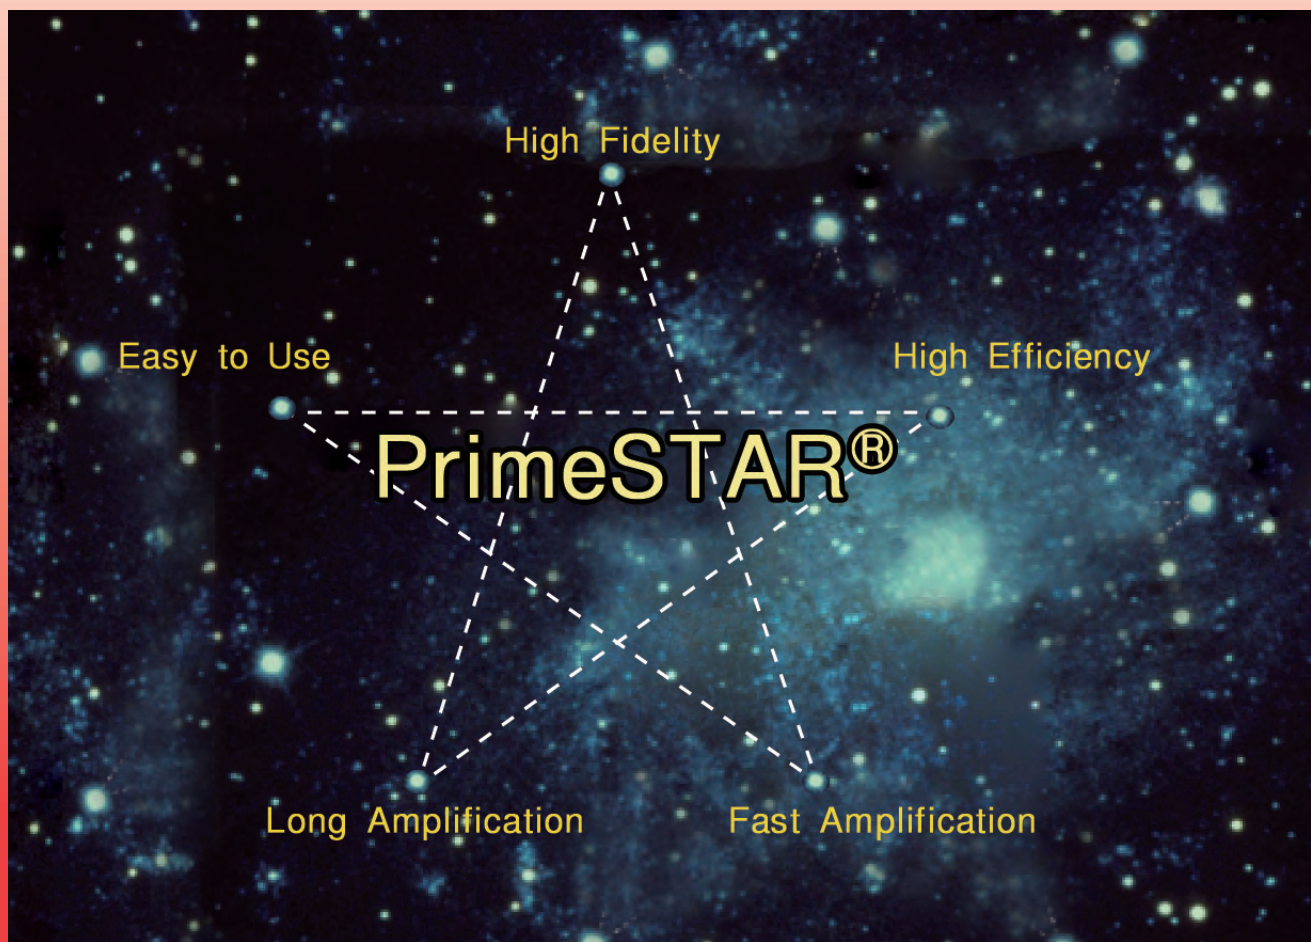 High Fidelity
Easy to Use
High Efficiency
PrimeSTAR®
Long Amplification
Fast Amplification